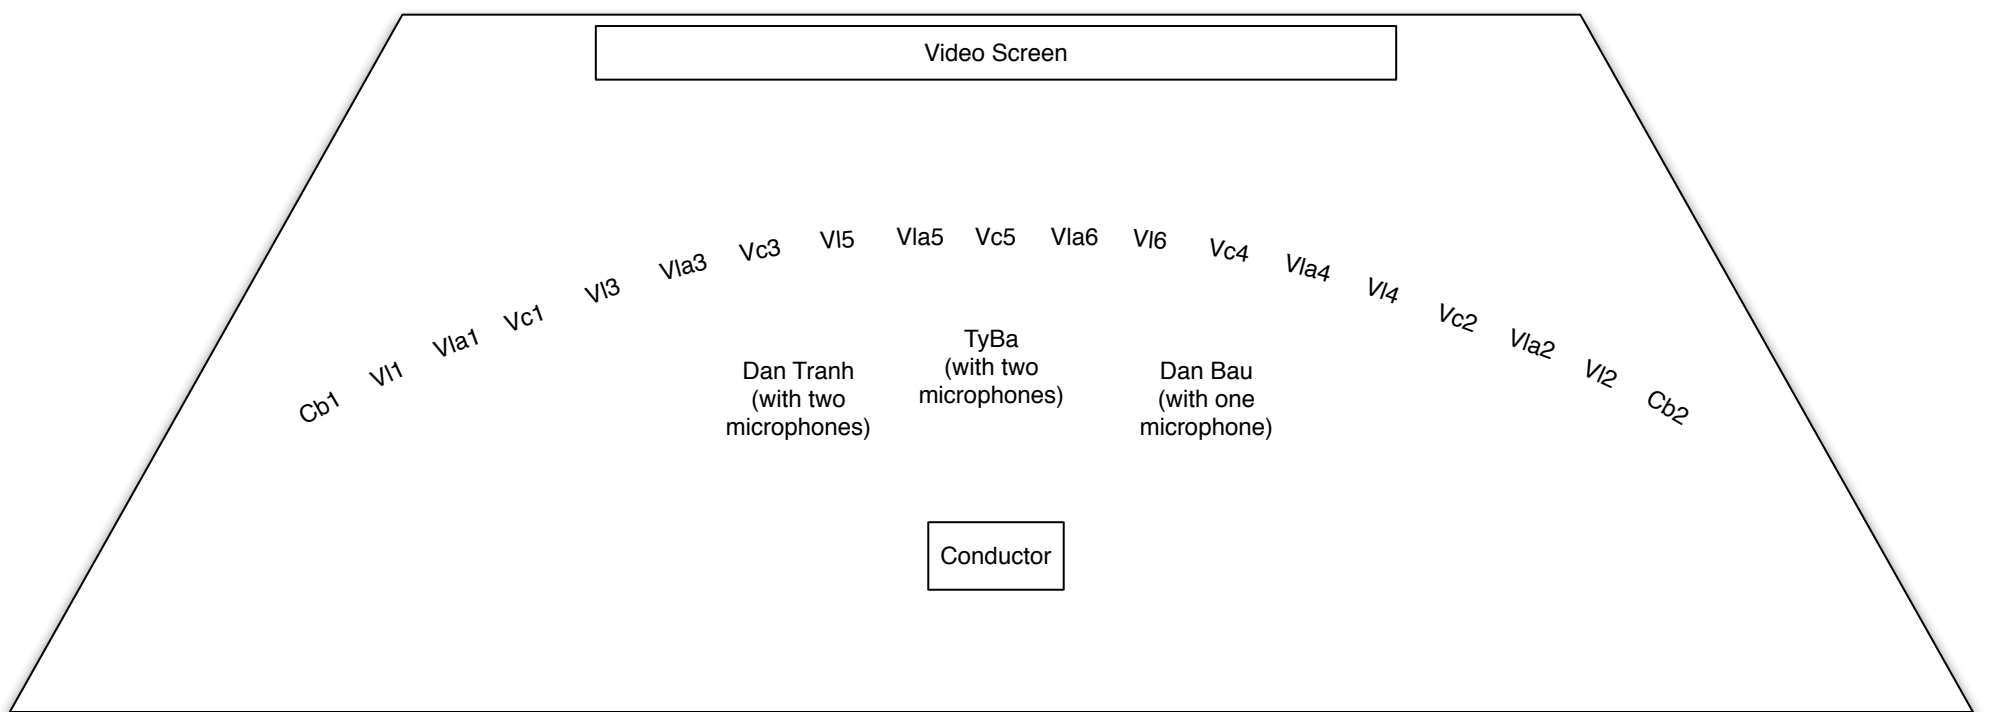 Video Screen
Cb1 Vl1 Vla1 Vc1 Vl3 Vla3 Vc3 Vl5 Vla5 Vc5 Vla6 Vl6 Vc4 Vla4 Vl4 Vc2 Vla2 Vl2 Cb2
Dan Tranh
(with two
microphones)
TyBa
(with two
microphones)
Dan Bau
(with one
microphone)
Conductor